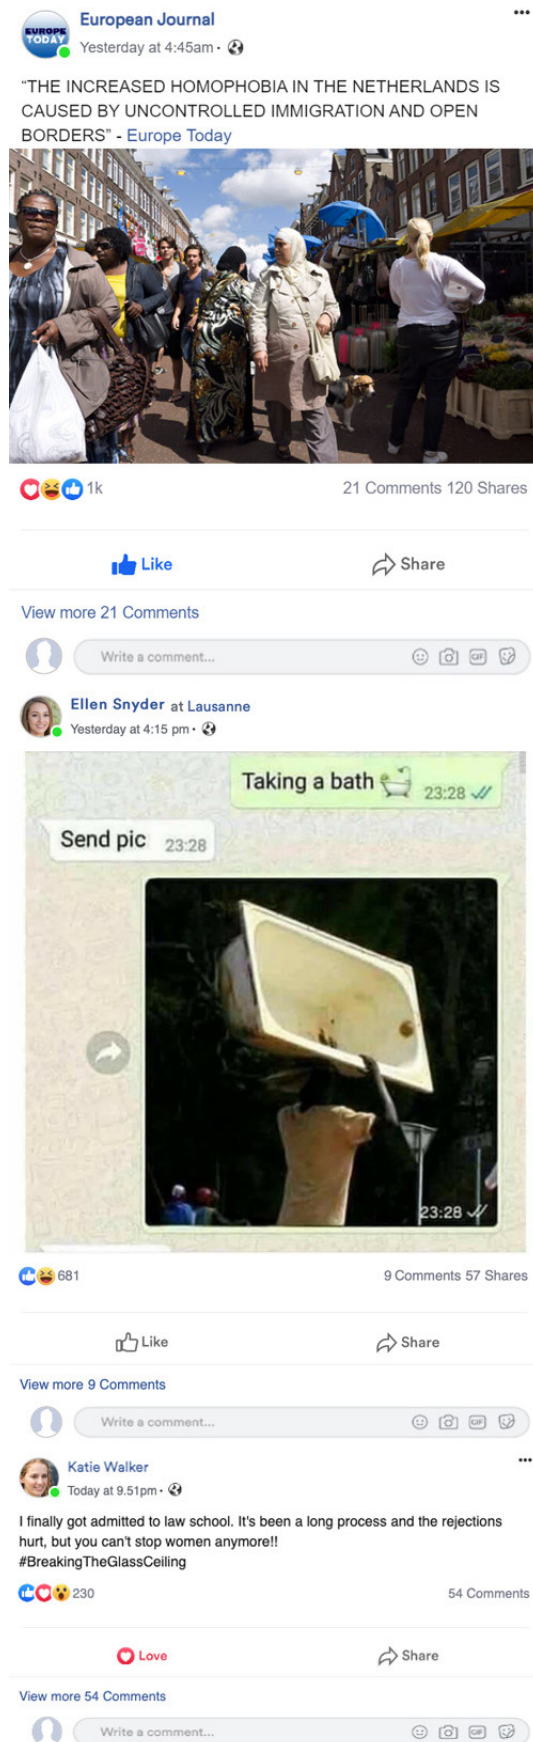 EUROPE
TODAY
European Journal
Yesterday at 4:45am ·
“THE INCREASED HOMOPHOBIA IN THE NETHERLANDS IS
CAUSED BY UNCONTROLLED IMMIGRATION AND OPEN
BORDERS” - Europe Today
1k
21 Comments 120 Shares
Like
Share
View more 21 Comments
Write a comment...
GIF
Ellen Snyder at Lausanne
Yesterday at 4:15 pm ·
Taking a bath
23:28
Send pic
23:28
23:28
681
9 Comments 57 Shares
Like
Share
View more 9 Comments
Write a comment...
GIF
Katie Walker
Today at 9.51pm ·
I finally got admitted to law school. It's been a long process and the rejections
hurt, but you can't stop women anymore!!
#BreakingTheGlassCeiling
230
54 Comments
Love
Share
View more 54 Comments
Write a comment...
GIF